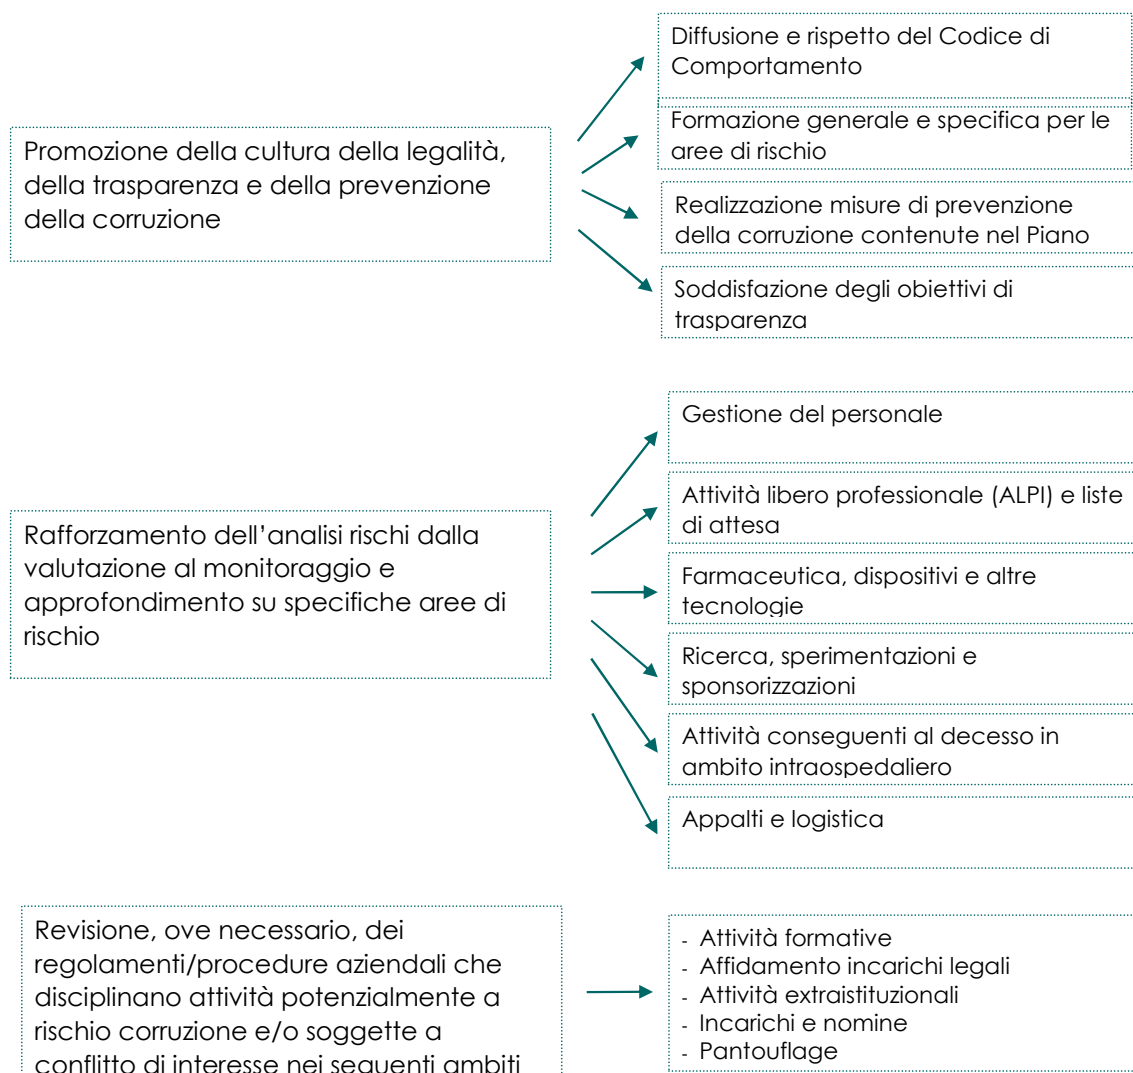 Promozione della cultura della legalità,
della trasparenza e della prevenzione
della corruzione
Diffusione e rispetto del Codice di
Comportamento
Formazione generale e specifica per le
aree di rischio
Realizzazione misure di prevenzione
della corruzione contenute nel Piano
Soddisfazione degli obiettivi di
trasparenza
Rafforzamento dell'analisi rischi dalla
valutazione al monitoraggio e
approfondimento su specifiche aree di
rischio
Gestione del personale
Attività libero professionale (ALPI) e liste
di attesa
Farmaceutica, dispositivi e altre
tecnologie
Ricerca, sperimentazioni e
sponsorizzazioni
Attività conseguenti al decesso in
ambito intraospedaliero
Appalti e logistica
Revisione, ove necessario, dei
regolamenti/procedure aziendali che
disciplinano attività potenzialmente a
rischio corruzione e/o soggette a
conflitto di interesse nei seguenti ambiti
- Attività formative
- Affidamento incarichi legali
- Attività extraistituzionali
- Incarichi e nomine
- Pantouflage